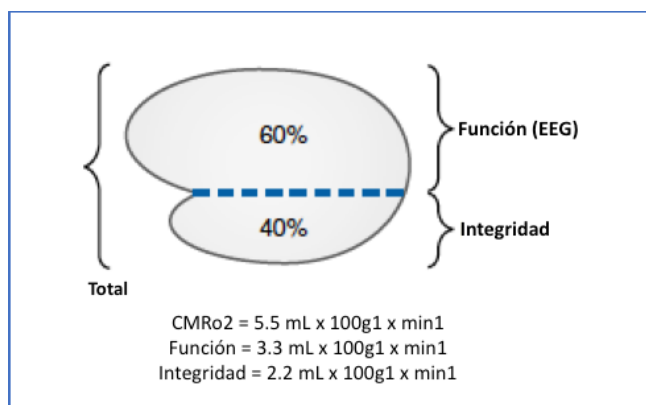 60%
Función (EEG)
40%
Integridad
Total
CMRo2 = 5.5 mL x 100g1 x min1
Función = 3.3 mL x 100g1 x min1
Integridad = 2.2 mL x 100g1 x min1